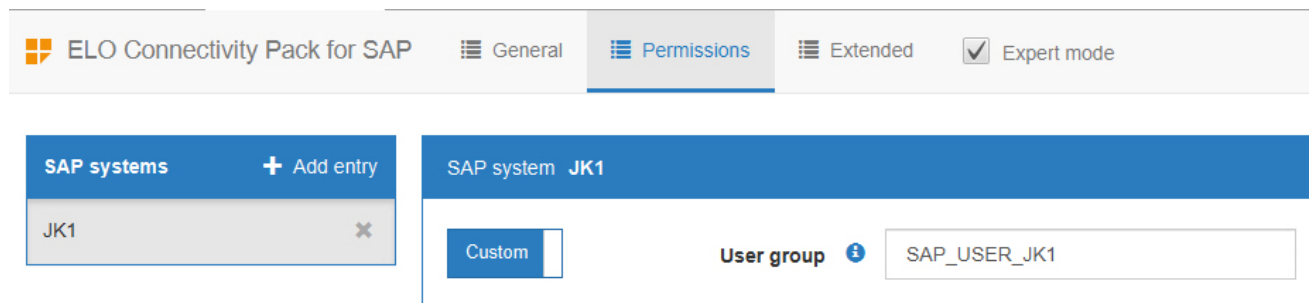 ELO Connectivity Pack for SAP General Permissions Extended Expert mode
SAP systems Add entry
JK1
SAP system JK1
Custom User group SAP_USER_JK1